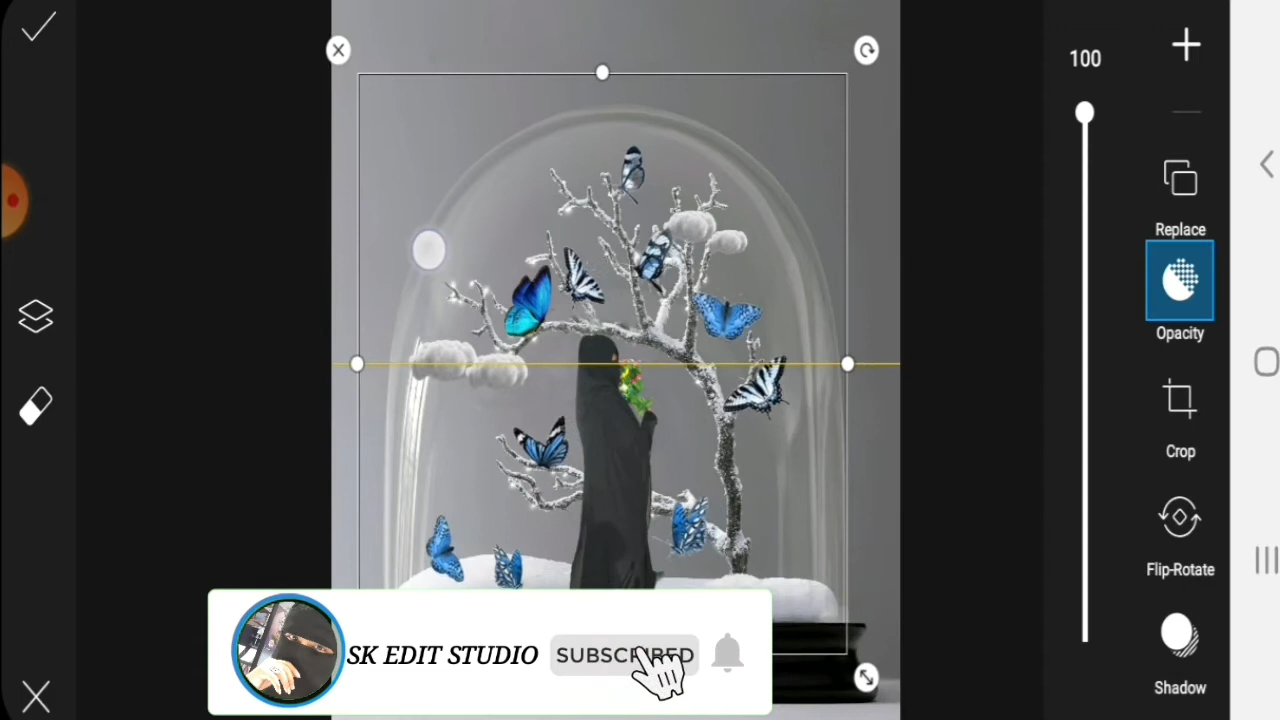 100
Replace
Opacity
Crop
Flip-Rotate
Shadow
SK EDIT STUDIO
SUBSCRIBED